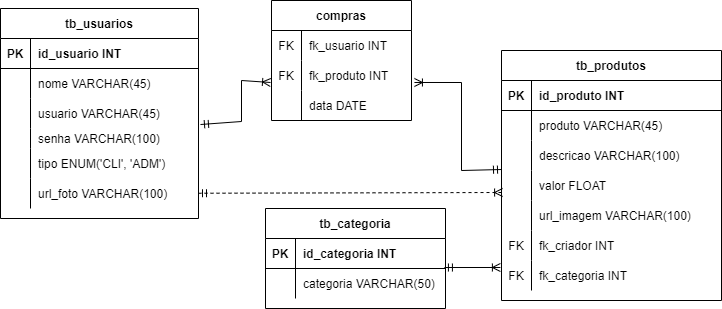 tb_usuarios
PK id_usuario INT
nome VARCHAR(45)
usuario VARCHAR(45)
senha VARCHAR(100)
tipo ENUM('CLI', 'ADM')
url_foto VARCHAR(100)
compras
FK fk_usuario INT
FK fk_produto INT
data DATE
tb_produtos
PK id_produto INT
produto VARCHAR(45)
descricao VARCHAR(100)
valor FLOAT
url_imagem VARCHAR(100)
FK fk_criador INT
FK fk_categoria INT
tb_categoria
PK id_categoria INT
categoria VARCHAR(50)